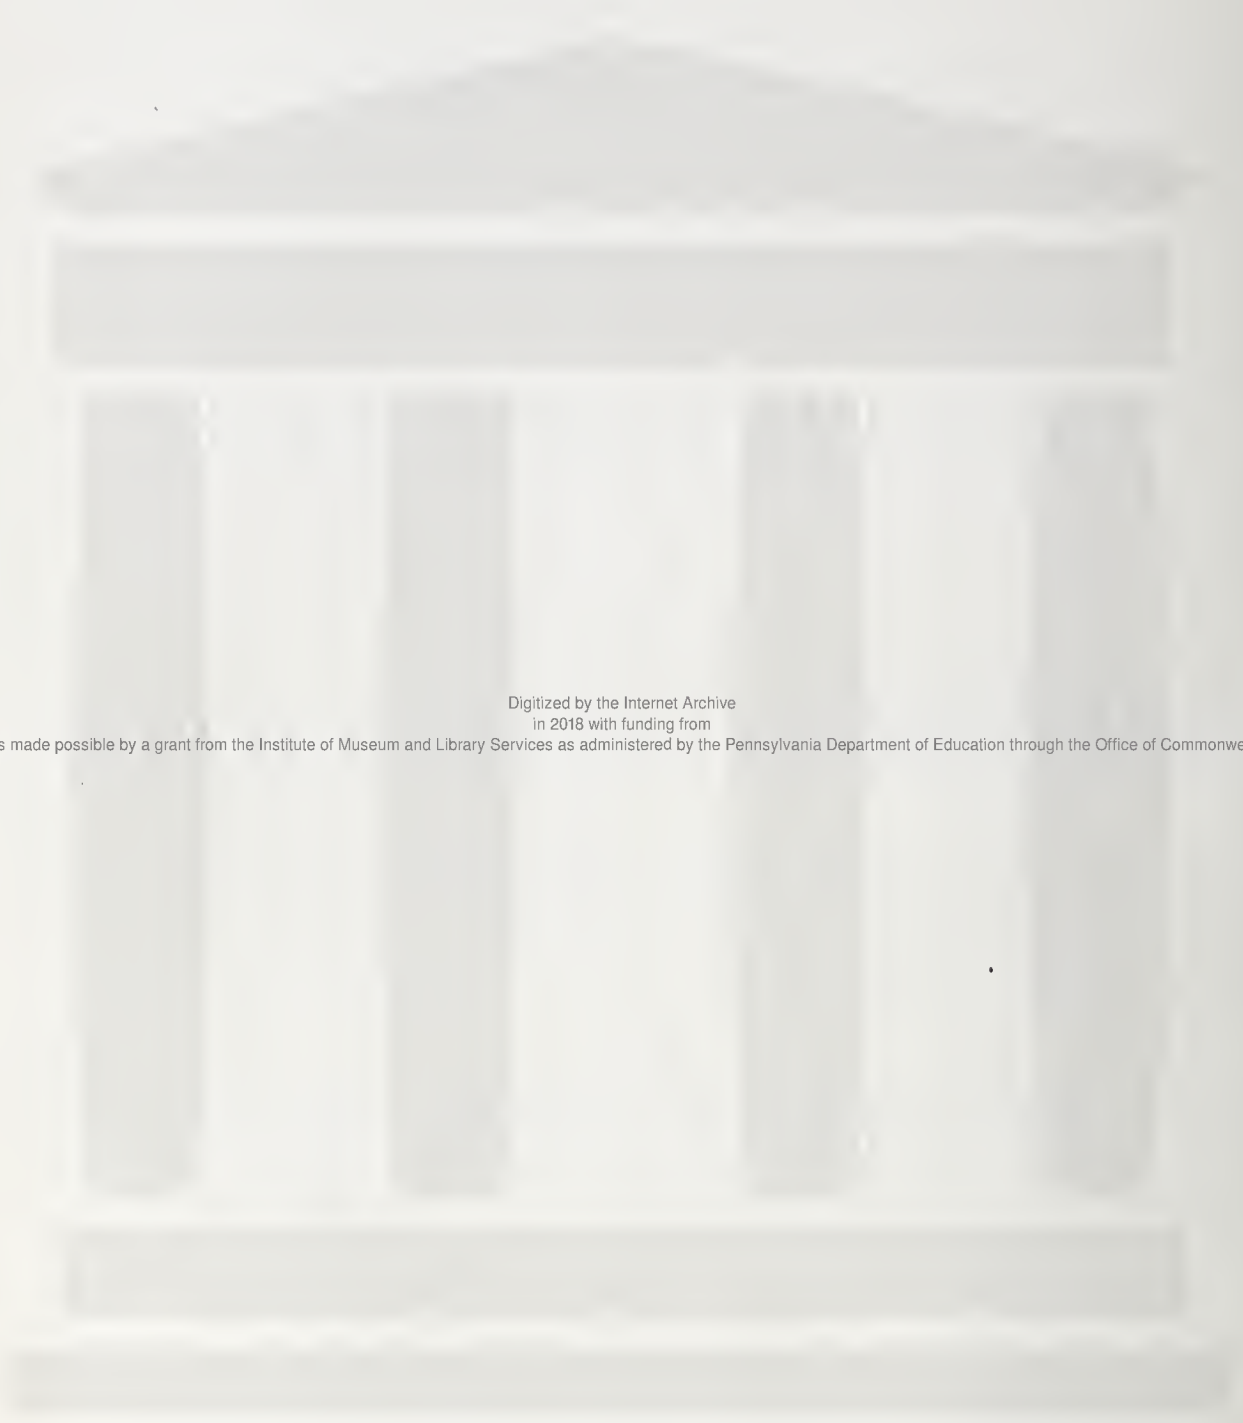 Digitized by the Internet Archive
in 2018 with funding from
made possible by a grant from the Institute of Museum and Library Services as administered by the Pennsylvania Department of Education through the Office of